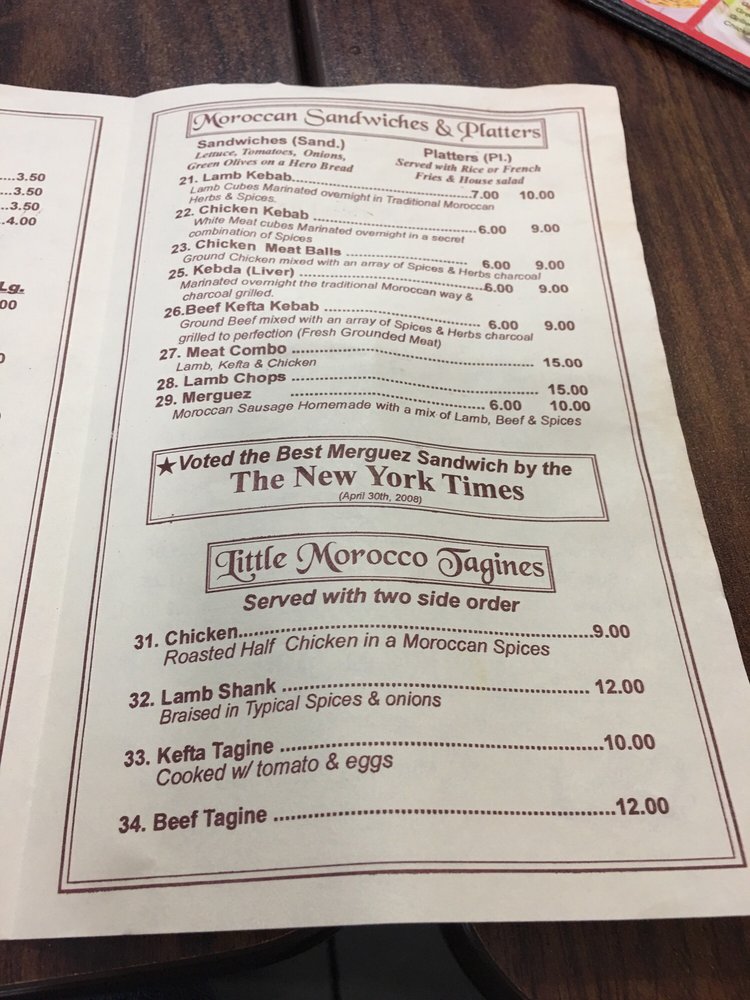 ....3.50
...3.50
..3.50
..4.00
Lg.
00
Moroccan Sandwiches & Platters
Sandwiches (Sand.)
Lettuce, Tomatoes, Onions,
Green Olives on a Hero Bread
Platters (Pl.)
Served with Rice or French
Fries & House salad
21. Lamb Kebab.......7.00 10.00
Lamb Cubes Marinated overnight in Traditional Moroccan
Herbs & Spices.
22. Chicken Kebab .......6.00 9.00
White Meat cubes Marinated overnight in a secret
combination of Spices
23. Chicken Meat Balls ....... 6.00 9.00
Ground Chicken mixed with an array of Spices & Herbs charcoal
25. Kebda (Liver) .......6.00 9.00
Marinated overnight the traditional Moroccan way &
charcoal grilled.
26.Beef Kefta Kebab ....... 6.00 9.00
Ground Beef mixed with an array of Spices & Herbs charcoal
grilled to perfection (Fresh Grounded Meat)
27. Meat Combo ....... 15.00
Lamb, Kefta & Chicken
28. Lamb Chops ....... 15.00
29. Merguez ....... 6.00 10.00
Moroccan Sausage Homemade with a mix of Lamb, Beef & Spices
★Voted the Best Merguez Sandwich by the
The New York Times
(April 30th, 2008)
Little Morocco Tagines
Served with two side order
31. Chicken.......9.00
Roasted Half Chicken in a Moroccan Spices
32. Lamb Shank ....... 12.00
Braised in Typical Spices & onions
33. Kefta Tagine .......10.00
Cooked w/ tomato & eggs
34. Beef Tagine .......12.00